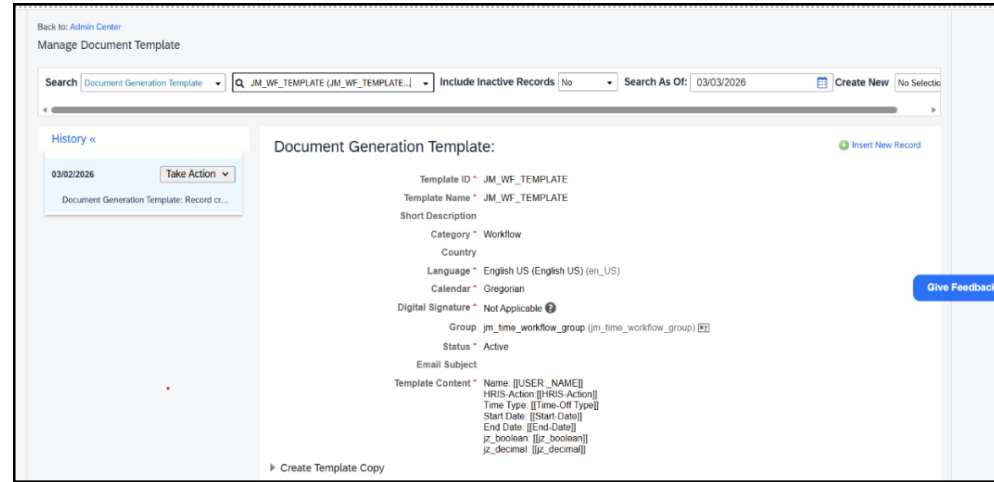 Back to: Admin Center
Manage Document Template
Search Document Generation Template JM_WF_TEMPLATE (JM_WF_TEMPLATE... Include Inactive Records No Search As Of: 03/03/2026 Create New No Selectio
History «
03/02/2026 Take Action
Document Generation Template: Record cr...
Document Generation Template:
Insert New Record
Template ID * JM_WF_TEMPLATE
Template Name * JM_WF_TEMPLATE
Short Description
Category * Workflow
Country
Language * English US (English US) (en_US)
Calendar * Gregorian
Digital Signature * Not Applicable ?
Group jm_time_workflow_group (jm_time_workflow_group)
Status * Active
Email Subject
Template Content * Name: [[USER:_NAME]]
HRIS-Action:[[HRIS-Action]]
Time Type: [[Time-Off Type]]
Start Date: [[Start-Date]]
End Date: [[End-Date]]
jz_boolean: [[jz_boolean]]
jz_decimal: [[jz_decimal]]
Create Template Copy
Give Feedback